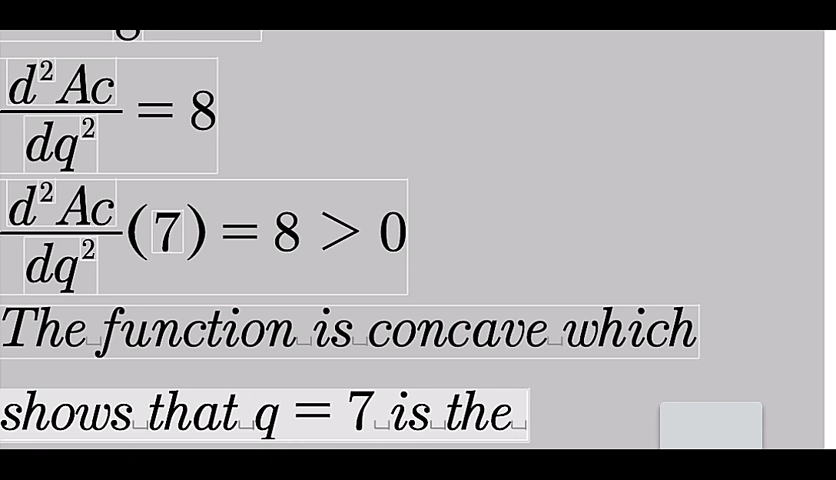 d²Ac/dq² = 8
d²Ac/dq² (7) = 8 > 0
The function is concave which
shows that q = 7 is the